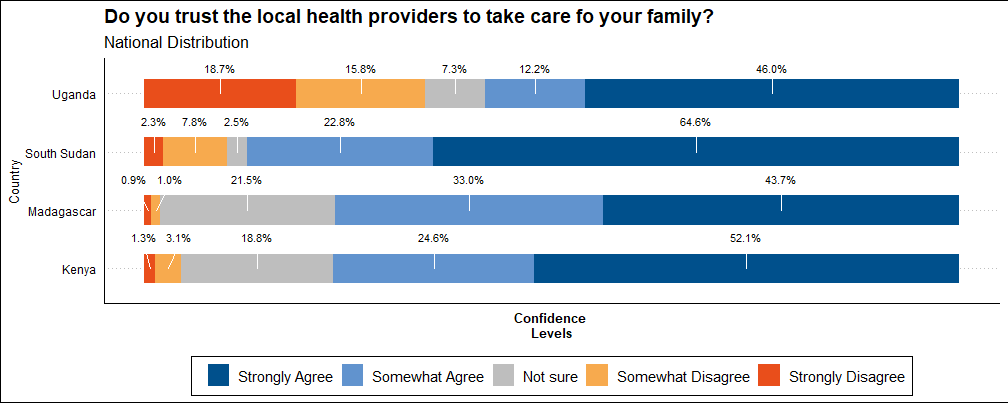 Do you trust the local health providers to take care fo your family?
National Distribution
18.7% 15.8% 7.3% 12.2% 46.0%
Uganda
2.3% 7.8% 2.5% 22.8% 64.6%
South Sudan
0.9% 1.0% 21.5% 33.0% 43.7%
Madagascar
1.3% 3.1% 18.8% 24.6% 52.1%
Kenya
Country
Confidence
Levels
Strongly Agree Somewhat Agree Not sure Somewhat Disagree Strongly Disagree